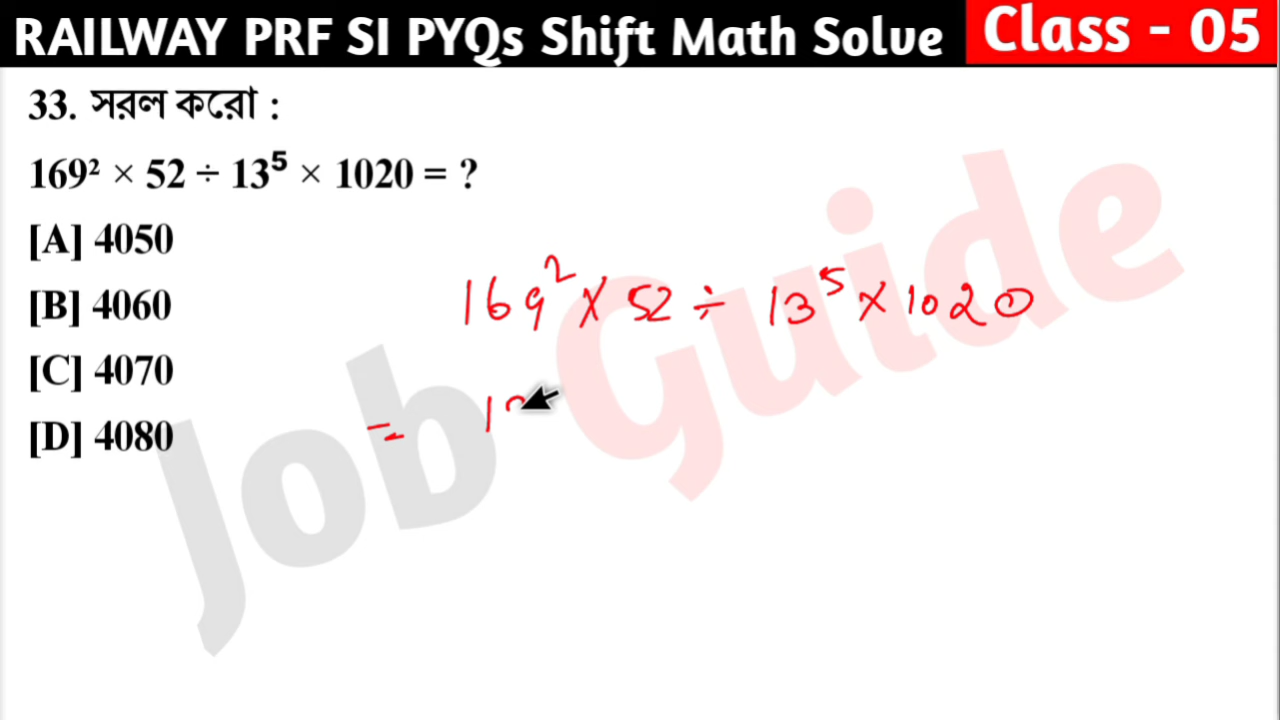 RAILWAY PRF SI PYQs Shift Math Solve
Class - 05
33. সরল করো :
169² × 52 ÷ 13⁵ × 1020 = ?
[A] 4050
[B] 4060
[C] 4070
[D] 4080
169² × 52 ÷ 13⁵ × 1020
= 1
Job Guide